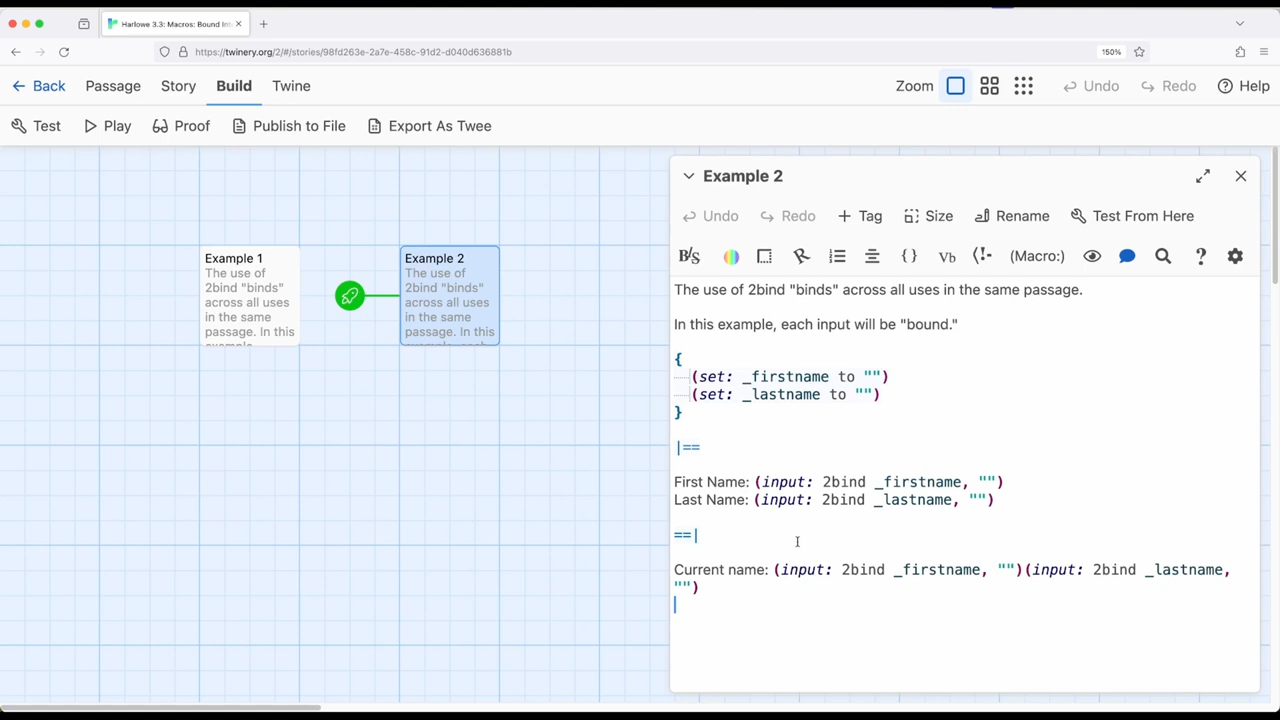 Harlowe 3.3: Macros: Bound Int
https://twinery.org/2/#/stories/98fd263e-2a7e-458c-91d2-d040d636881b
150%
Back Passage Story Build Twine Zoom Undo Redo Help
Test Play Proof Publish to File Export As Twee
Example 1
The use of
2bind "binds"
across all uses
in the same
passage. In this
Example 2
The use of
2bind "binds"
across all uses
in the same
passage. In this
Example 2
Undo Redo + Tag Size Rename Test From Here
B/S { } Vb (Macro:) ?
The use of 2bind "binds" across all uses in the same passage.
In this example, each input will be "bound."
{
(set: _firstname to "")
(set: _lastname to "")
}
|==
First Name: (input: 2bind _firstname, "")
Last Name: (input: 2bind _lastname, "")
==|
Current name: (input: 2bind _firstname, "")(input: 2bind _lastname,
"")